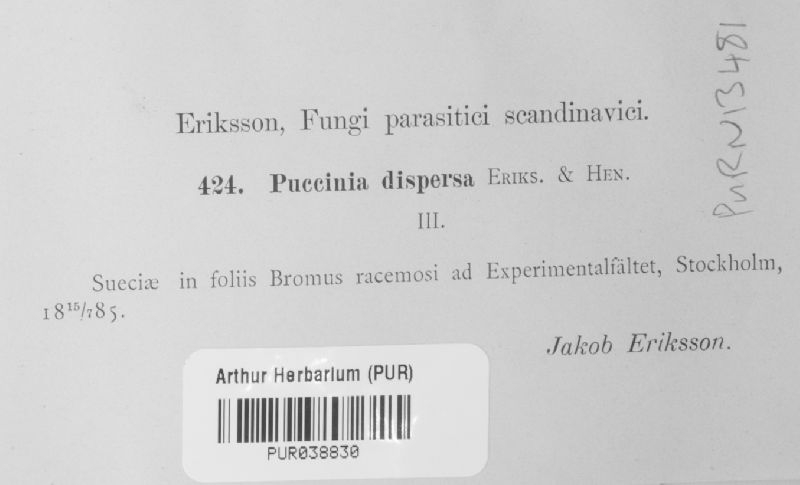 Eriksson, Fungi parasitici scandinavici.
424. Puccinia dispersa ERIKS. & HEN.
III.
Sueciæ in foliis Bromus racemosi ad Experimentalfältet, Stockholm,
18¹⁵/₇85.
Jakob Eriksson.
Arthur Herbarium (PUR)
PUR038830
PURN13481